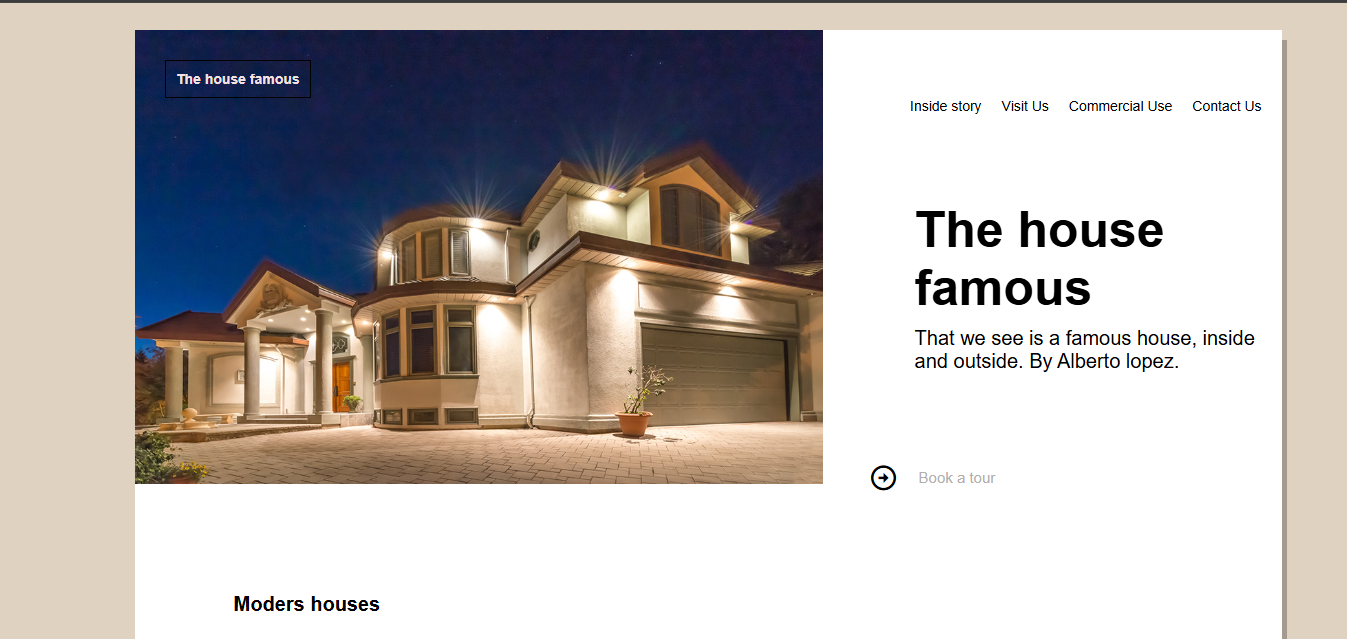 The house famous
Inside story Visit Us Commercial Use Contact Us
The house
famous
That we see is a famous house, inside
and outside. By Alberto lopez.
Book a tour
Moders houses